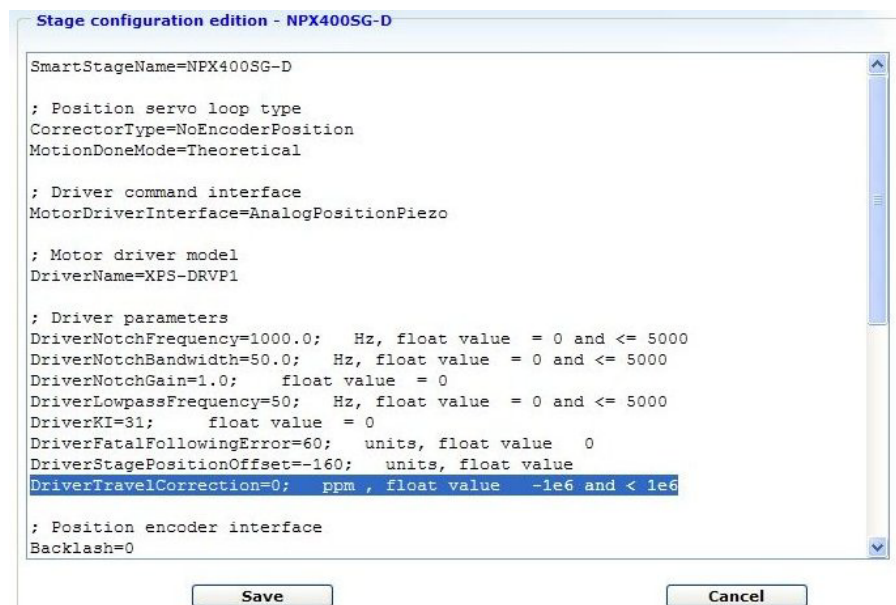 Stage configuration edition - NPX400SG-D
SmartStageName=NPX400SG-D
; Position servo loop type
CorrectorType=NoEncoderPosition
MotionDoneMode=Theoretical
; Driver command interface
MotorDriverInterface=AnalogPositionPiezo
; Motor driver model
DriverName=XPS-DRVP1
; Driver parameters
DriverNotchFrequency=1000.0;   Hz, float value  = 0 and <= 5000
DriverNotchBandwidth=50.0;   Hz, float value  = 0 and <= 5000
DriverNotchGain=1.0;    float value  = 0
DriverLowpassFrequency=50;   Hz, float value  = 0 and <= 5000
DriverKI=31;      float value  = 0
DriverFatalFollowingError=60;   units, float value   0
DriverStagePositionOffset=-160;   units, float value
DriverTravelCorrection=0;   ppm , float value   -1e6 and < 1e6
; Position encoder interface
Backlash=0
Save
Cancel